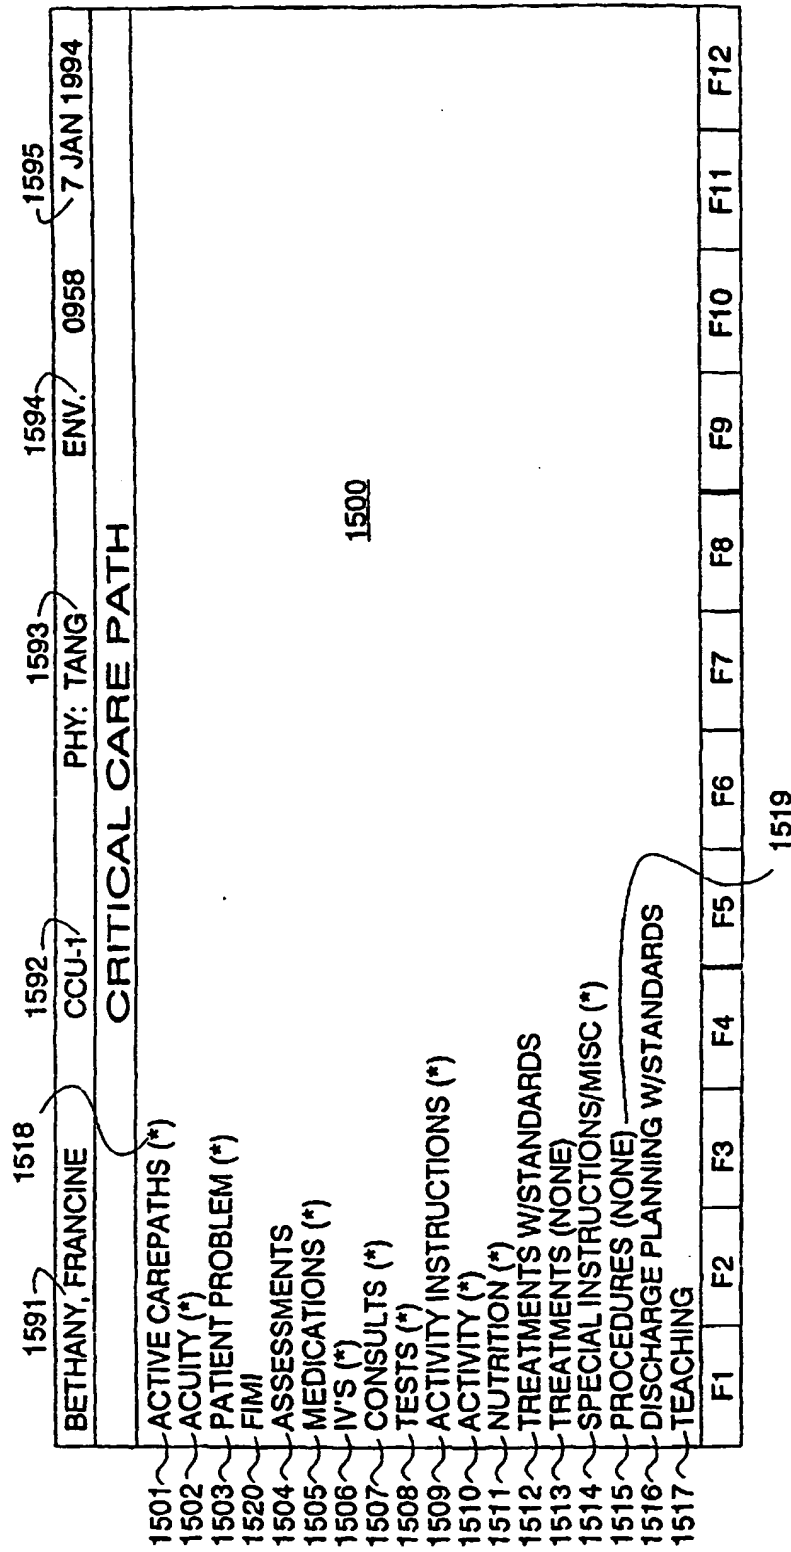 1591 1518 1592 1593 1594 1595
BETHANY, FRANCINE CCU-1 PHY: TANG ENV. 0958 7 JAN 1994
CRITICAL CARE PATH
1501 ACTIVE CAREPATHS (*)
1502 ACUITY (*)
1503 PATIENT PROBLEM (*)
1520 FIMI
1504 ASSESSMENTS
1505 MEDICATIONS (*)
1506 IV'S (*)
1500
1507 CONSULTS (*)
1508 TESTS (*)
1509 ACTIVITY INSTRUCTIONS (*)
1510 ACTIVITY (*)
1511 NUTRITION (*)
1512 TREATMENTS W/STANDARDS
1513 TREATMENTS (NONE)
1514 SPECIAL INSTRUCTIONS/MISC (*)
1515 PROCEDURES (NONE)
1516 DISCHARGE PLANNING W/STANDARDS
1517 TEACHING
F1 F2 F3 F4 F5 F6 F7 F8 F9 F10 F11 F12
1519